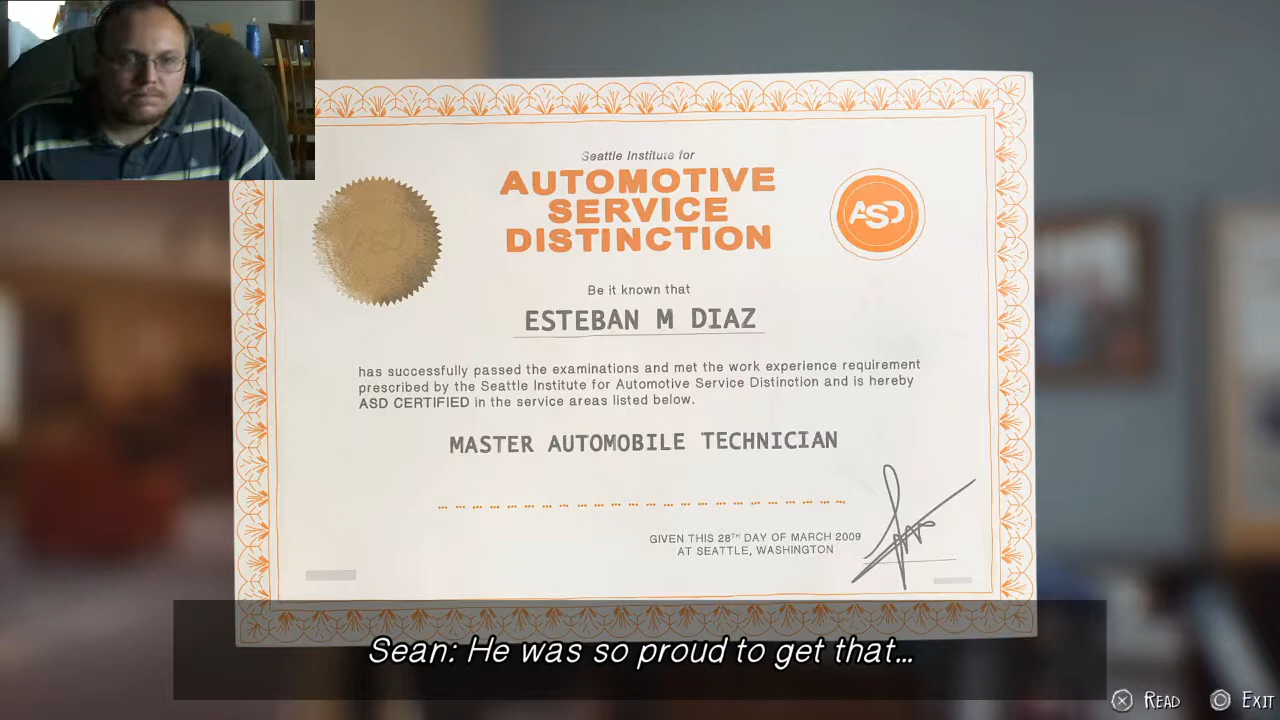 Seattle Institute for
AUTOMOTIVE
SERVICE
DISTINCTION
ASD
ASD
Be it known that
ESTEBAN M DIAZ
has successfully passed the examinations and met the work experience requirement
prescribed by the Seattle Institute for Automotive Service Distinction and is hereby
ASD CERTIFIED in the service areas listed below.
MASTER AUTOMOBILE TECHNICIAN
GIVEN THIS 28TH DAY OF MARCH 2009
AT SEATTLE, WASHINGTON
Sean: He was so proud to get that...
READ
EXIT